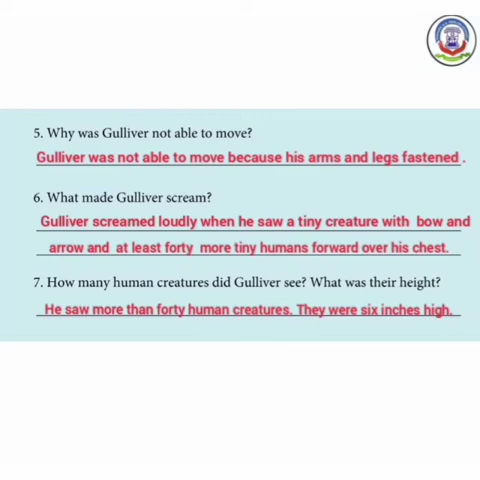 5. Why was Gulliver not able to move?
Gulliver was not able to move because his arms and legs fastened .
6. What made Gulliver scream?
Gulliver screamed loudly when he saw a tiny creature with bow and
arrow and at least forty more tiny humans forward over his chest.
7. How many human creatures did Gulliver see? What was their height?
He saw more than forty human creatures. They were six inches high.